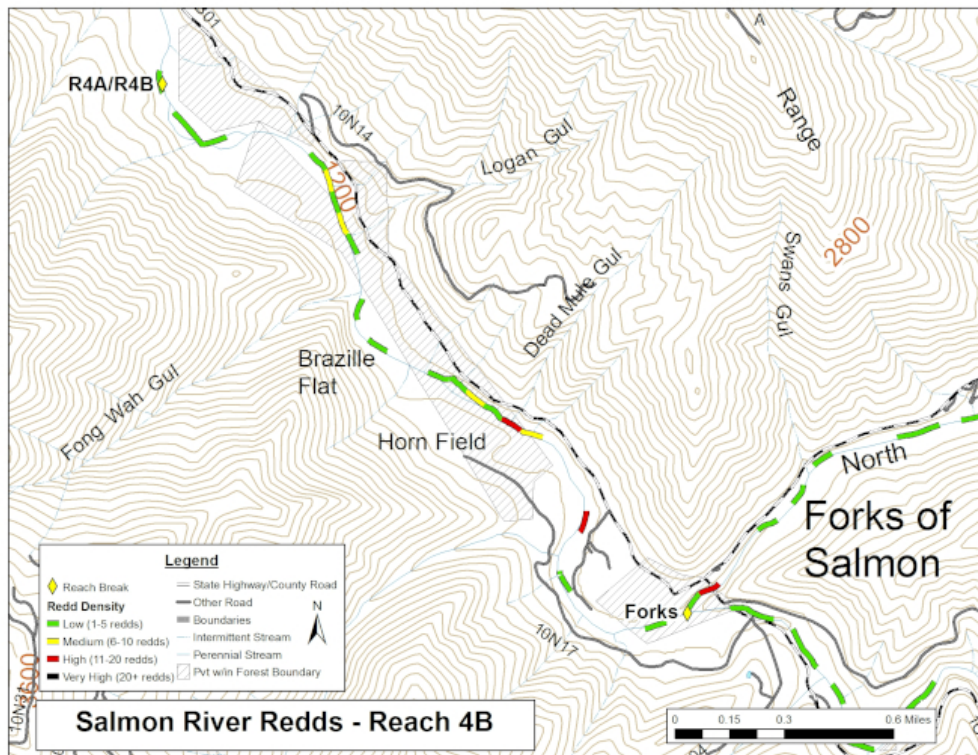 301
A
R4A/R4B
10N14
Range
Logan Gul
1200
2800
Swans Gul
Dead Mule Gul
Brazille
Flat
Fong Wah Gul
Horn Field
North
Forks of
Salmon
Forks
10N17
Legend
Reach Break
Redd Density
Low (1-5 redds)
Medium (6-10 redds)
High (11-20 redds)
Very High (20+ redds)
State Highway/County Road
Other Road
Boundaries
Intermittent Stream
Perennial Stream
Pvt w/in Forest Boundary
N
10N31
Salmon River Redds - Reach 4B
0 0.15 0.3 0.6 Miles